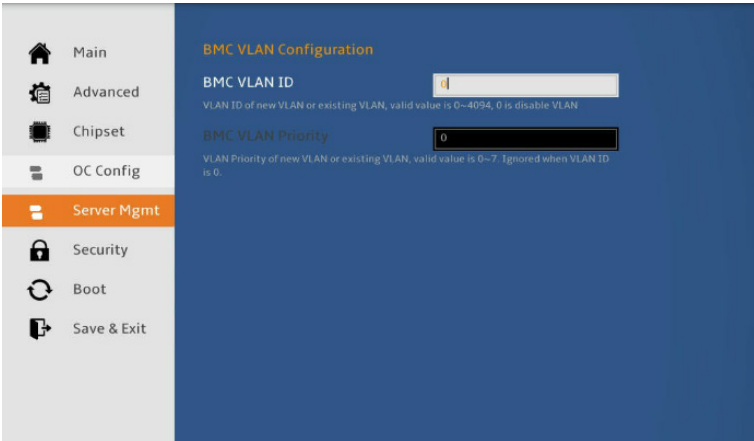 Main
Advanced
Chipset
OC Config
Server Mgmt
Security
Boot
Save & Exit
BMC VLAN Configuration
BMC VLAN ID
0
VLAN ID of new VLAN or existing VLAN, valid value is 0~4094, 0 is disable VLAN
BMC VLAN Priority
0
VLAN Priority of new VLAN or existing VLAN, valid value is 0~7. Ignored when VLAN ID
is 0.